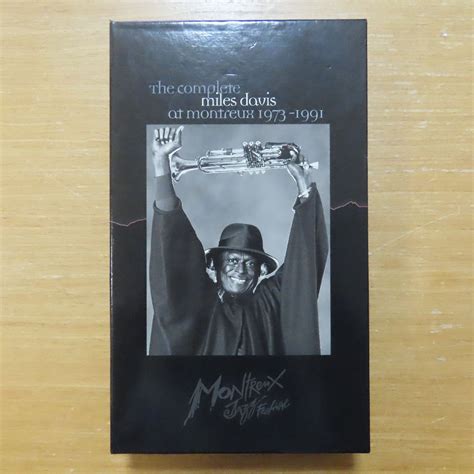 The complete
miles davis
at montreux 1973-1991
Montreux
Jazz Festival